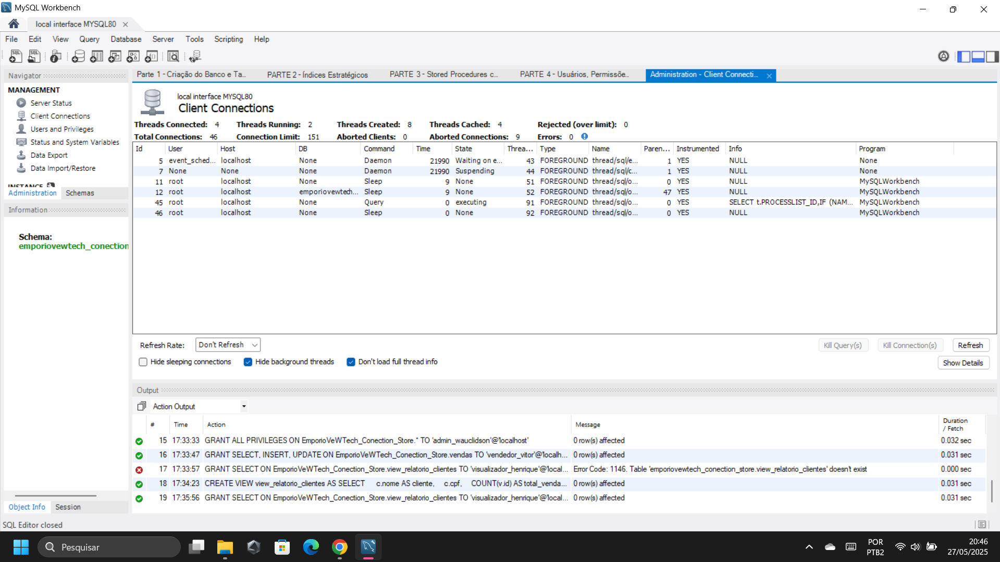 MySQL Workbench
local interface MYSQL80
File Edit View Query Database Server Tools Scripting Help
Navigator
MANAGEMENT
Server Status
Client Connections
Users and Privileges
Status and System Variables
Data Export
Data Import/Restore
INSTANCE
Administration Schemas
Information
Schema:
emporiovewtech_conection
Object Info Session
SQL Editor closed
Parte 1 - Criação do Banco e Ta... PARTE 2 - Índices Estratégicos PARTE 3 - Stored Procedures c... PARTE 4 - Usuários, Permissõe... Administration - Client Connecti...
local interface MYSQL80
Client Connections
Threads Connected: 4 Threads Running: 2 Threads Created: 8 Threads Cached: 4 Rejected (over limit): 0
Total Connections: 46 Connection Limit: 151 Aborted Clients: 0 Aborted Connections: 9 Errors: 0
Id User Host DB Command Time State Threa... Type Name Paren... Instrumented Info Program
5 event_sched... localhost None Daemon 21990 Waiting on e... 43 FOREGROUND thread/sql/e... 1 YES NULL None
7 None None None Daemon 21990 Suspending 44 FOREGROUND thread/sql/c... 1 YES NULL None
11 root localhost None Sleep 9 None 51 FOREGROUND thread/sql/o... 0 YES NULL MySQLWorkbench
12 root localhost emporiovewtech... Sleep 9 None 52 FOREGROUND thread/sql/o... 47 YES NULL MySQLWorkbench
45 root localhost None Query 0 executing 91 FOREGROUND thread/sql/o... 0 YES SELECT t.PROCESSLIST_ID,IF (NAM... MySQLWorkbench
46 root localhost None Sleep 0 None 92 FOREGROUND thread/sql/o... 0 YES NULL MySQLWorkbench
Refresh Rate: Don't Refresh Kill Query(s) Kill Connection(s) Refresh
Hide sleeping connections Hide background threads Don't load full thread info Show Details
Output
Action Output
# Time Action Message Duration / Fetch
15 17:33:33 GRANT ALL PRIVILEGES ON EmporioVeWTech_Conection_Store.* TO 'admin_wauclidson'@'localhost' 0 row(s) affected 0.032 sec
16 17:33:47 GRANT SELECT, INSERT, UPDATE ON EmporioVeWTech_Conection_Store.vendas TO 'vendedor_vitor'@'localh... 0 row(s) affected 0.031 sec
17 17:33:57 GRANT SELECT ON EmporioVeWTech_Conection_Store.view_relatorio_clientes TO 'visualizador_henrique'@'local... Error Code: 1146. Table 'emporiovewtech_conection_store.view_relatorio_clientes' doesn't exist 0.000 sec
18 17:34:23 CREATE VIEW view_relatorio_clientes AS SELECT c.nome AS cliente, c.cpf, COUNT(v.id) AS total_venda... 0 row(s) affected 0.031 sec
19 17:35:56 GRANT SELECT ON EmporioVeWTech_Conection_Store.view_relatorio_clientes TO 'visualizador_henrique'@'local... 0 row(s) affected 0.031 sec
Pesquisar
POR
PTB2
20:46
27/05/2025